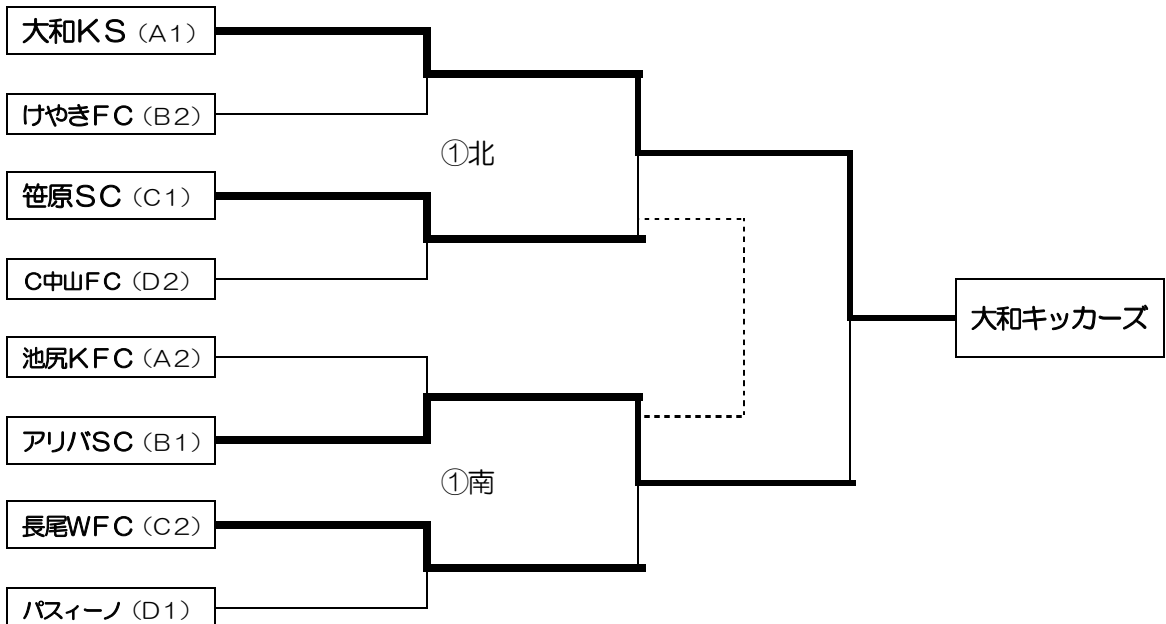 大和ＫＳ（Ａ１）
けやきＦＣ（Ｂ２）
①北
笹原ＳＣ（Ｃ１）
Ｃ中山ＦＣ（Ｄ２）
大和キッカーズ
池尻ＫＦＣ（Ａ２）
アリバＳＣ（Ｂ１）
①南
長尾ＷＦＣ（Ｃ２）
パスィーノ（Ｄ１）